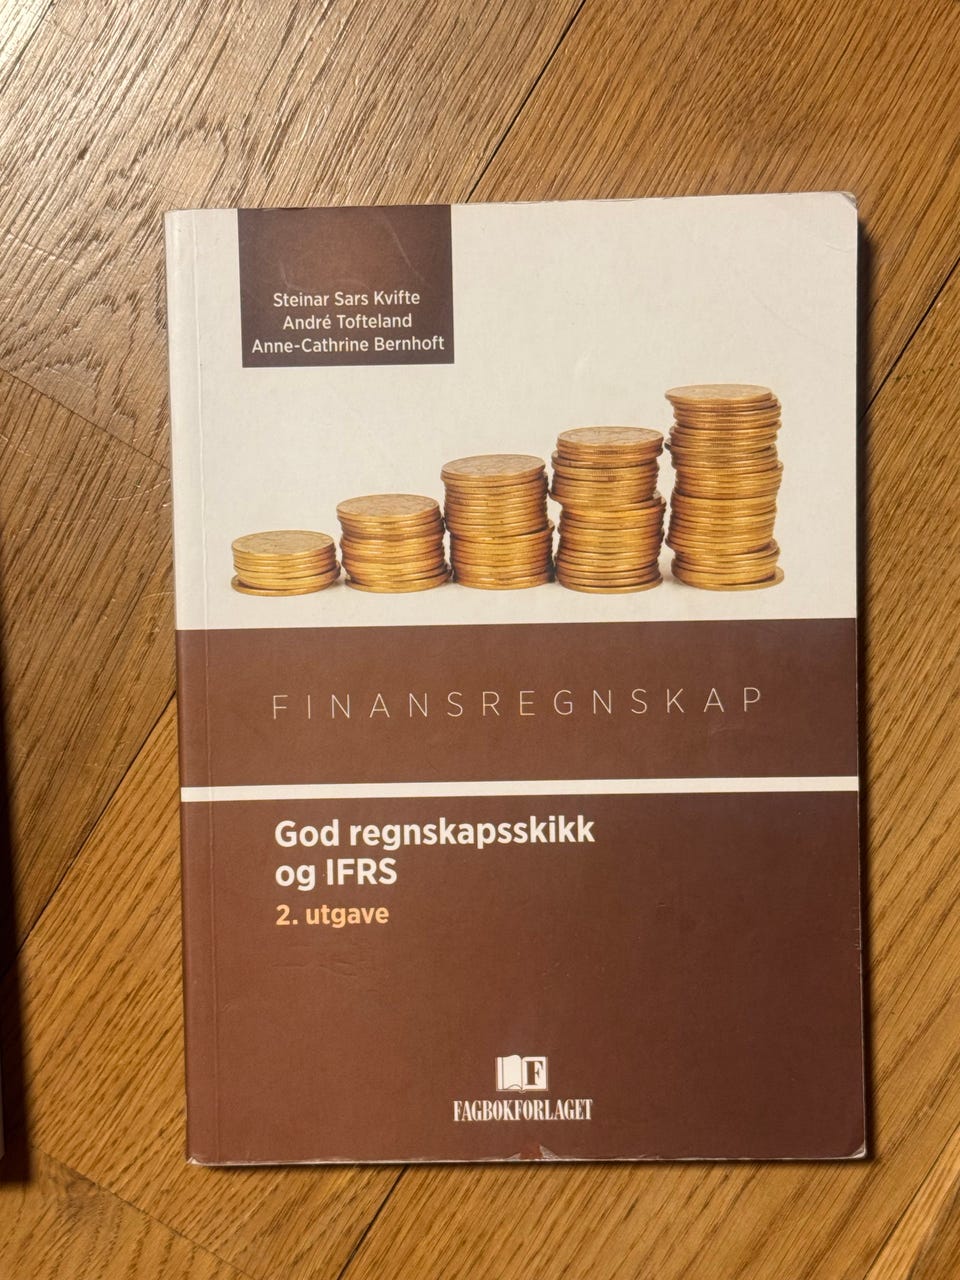 Steinar Sars Kvifte
André Tofteland
Anne-Cathrine Bernhoft
FINANSREGNSKAP
God regnskapsskikk
og IFRS
2. utgave
F
FAGBOKFORLAGET